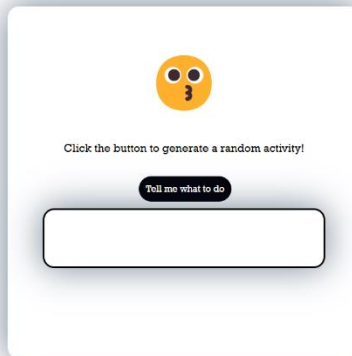 Click the button to generate a random activity!
Tell me what to do